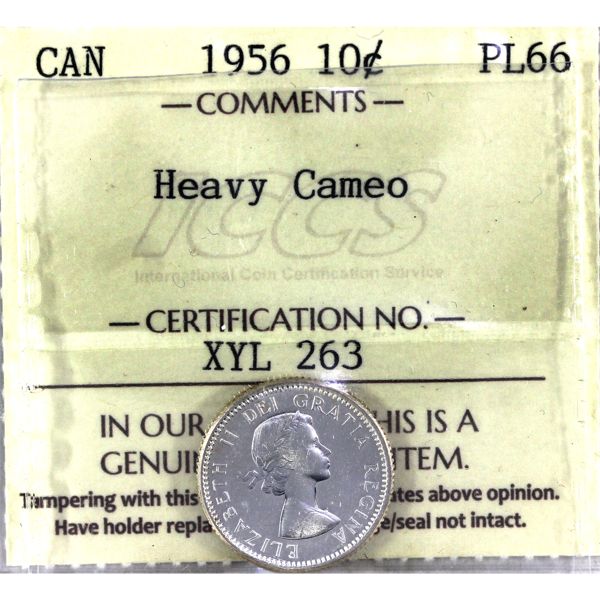 CAN 1956 10¢ PL66
—COMMENTS—
Heavy Cameo
ICCS
International Coin Certification Service
—CERTIFICATION NO.—
XYL 263
IN OUR HIS IS A
GENUI TEM.
Tampering with this ates above opinion.
Have holder repla e/seal not intact.
ELIZABETH II DEI GRATIA REGINA